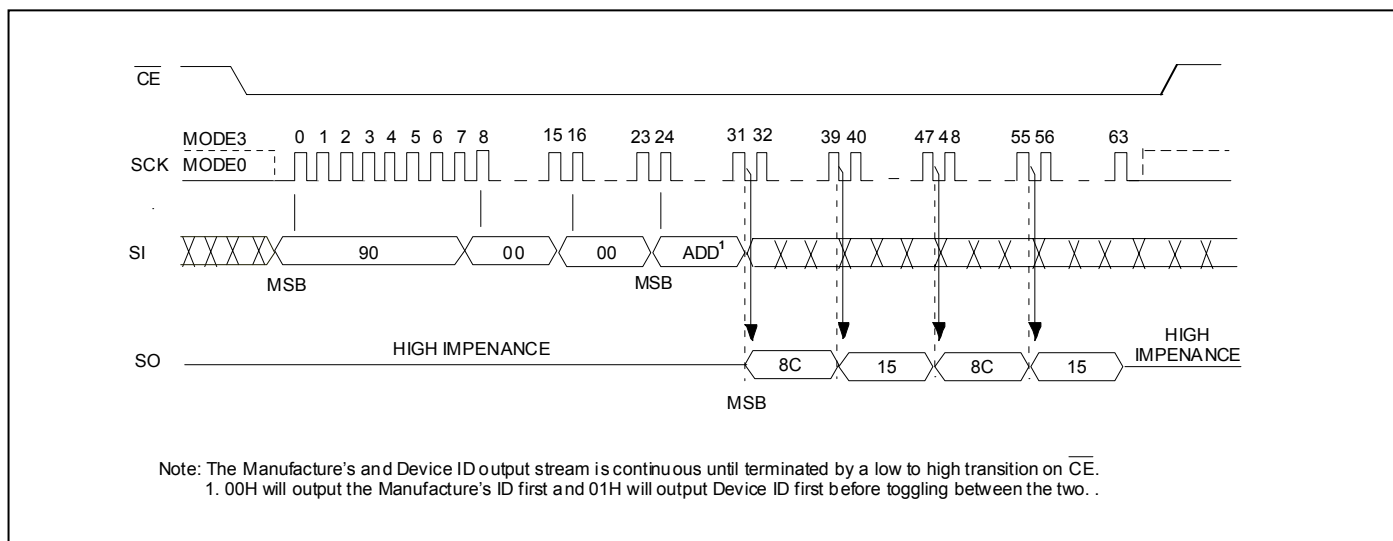 CE
MODE3
0 1 2 3 4 5 6 7 8 15 16 23 24 31 32 39 40 47 48 55 56 63
SCK MODE0
SI 90 00 00 ADD1
MSB MSB
SO HIGH IMPENANCE 8C 15 8C 15 HIGH IMPENANCE
MSB
Note: The Manufacture's and Device ID output stream is continuous until terminated by a low to high transition on CE.
1. 00H will output the Manufacture's ID first and 01H will output Device ID first before toggling between the two. .